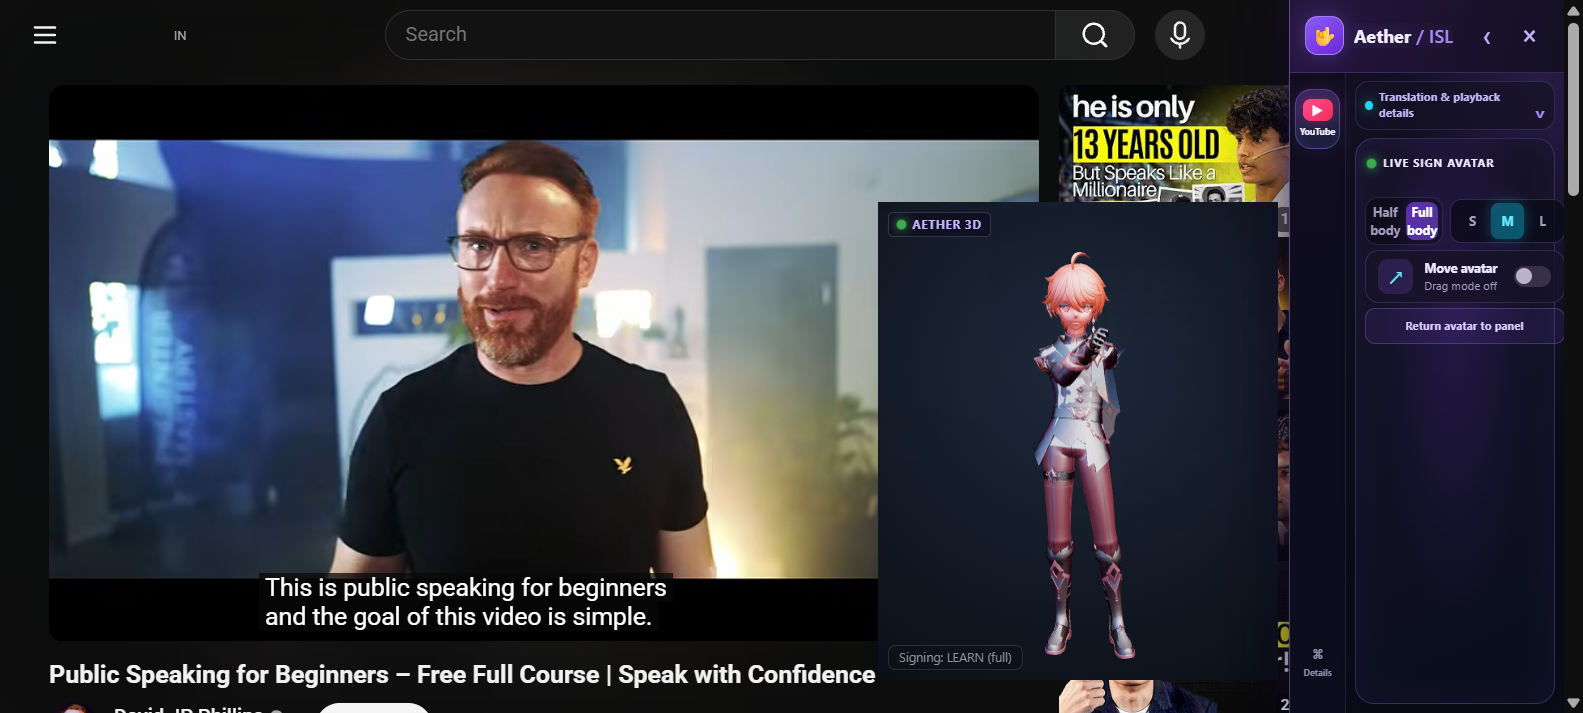 IN
Search
Aether / ISL
YouTube
Translation & playback
details
LIVE SIGN AVATAR
Half
body
Full
body
S
M
L
Move avatar
Drag mode off
Return avatar to panel
Details
he is only
13 YEARS OLD
But Speaks Like a
Millionaire
AETHER 3D
Signing: LEARN (full)
This is public speaking for beginners
and the goal of this video is simple.
Public Speaking for Beginners – Free Full Course | Speak with Confidence